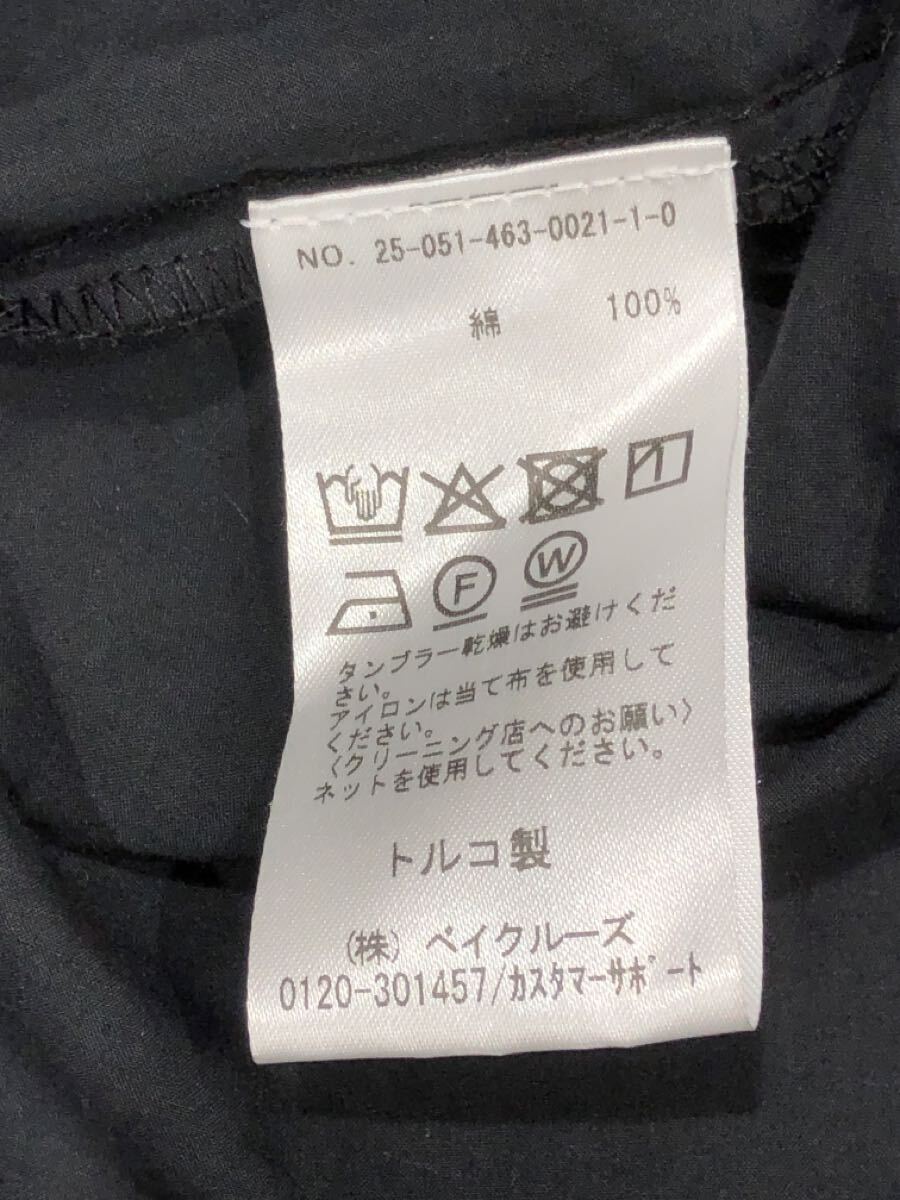 NO. 25-051-463-0021-1-0
綿 100%
F W
タンブラー乾燥はお避けくだ
さい。
アイロンは当て布を使用して
ください。
〈クリーニング店へのお願い〉
ネットを使用してください。
トルコ製
(株) ベイクルーズ
0120-301457/カスタマーサポート